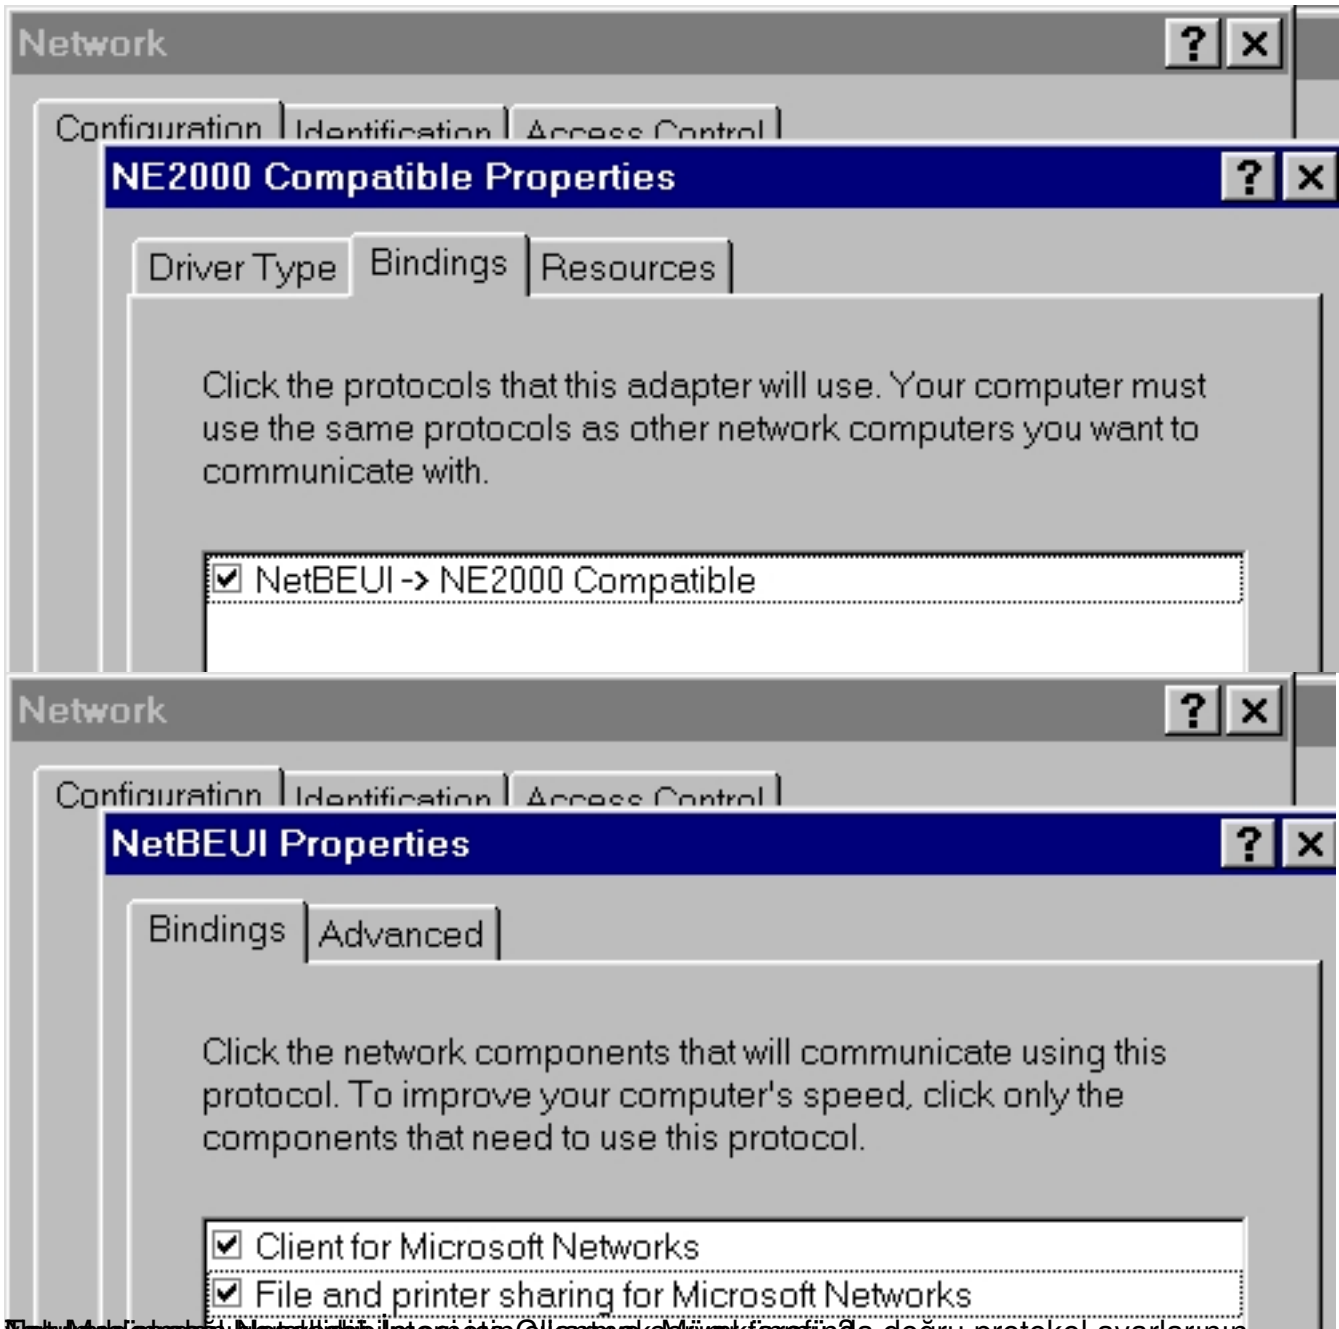 Network
Configuration Identification Access Control
NE2000 Compatible Properties
Driver Type Bindings Resources
Click the protocols that this adapter will use. Your computer must
use the same protocols as other network computers you want to
communicate with.
NetBEUI -> NE2000 Compatible
Network
Configuration Identification Access Control
NetBEUI Properties
Bindings Advanced
Click the network components that will communicate using this
protocol. To improve your computer's speed, click only the
components that need to use this protocol.
Client for Microsoft Networks
File and printer sharing for Microsoft Networks
doğru protokol ayarlarının